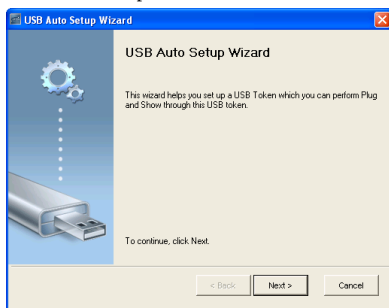 USB Auto Setup Wizard
USB Auto Setup Wizard
This wizard helps you set up a USB Token which you can perform Plug
and Show through this USB token.
To continue, click Next.
< Back Next > Cancel